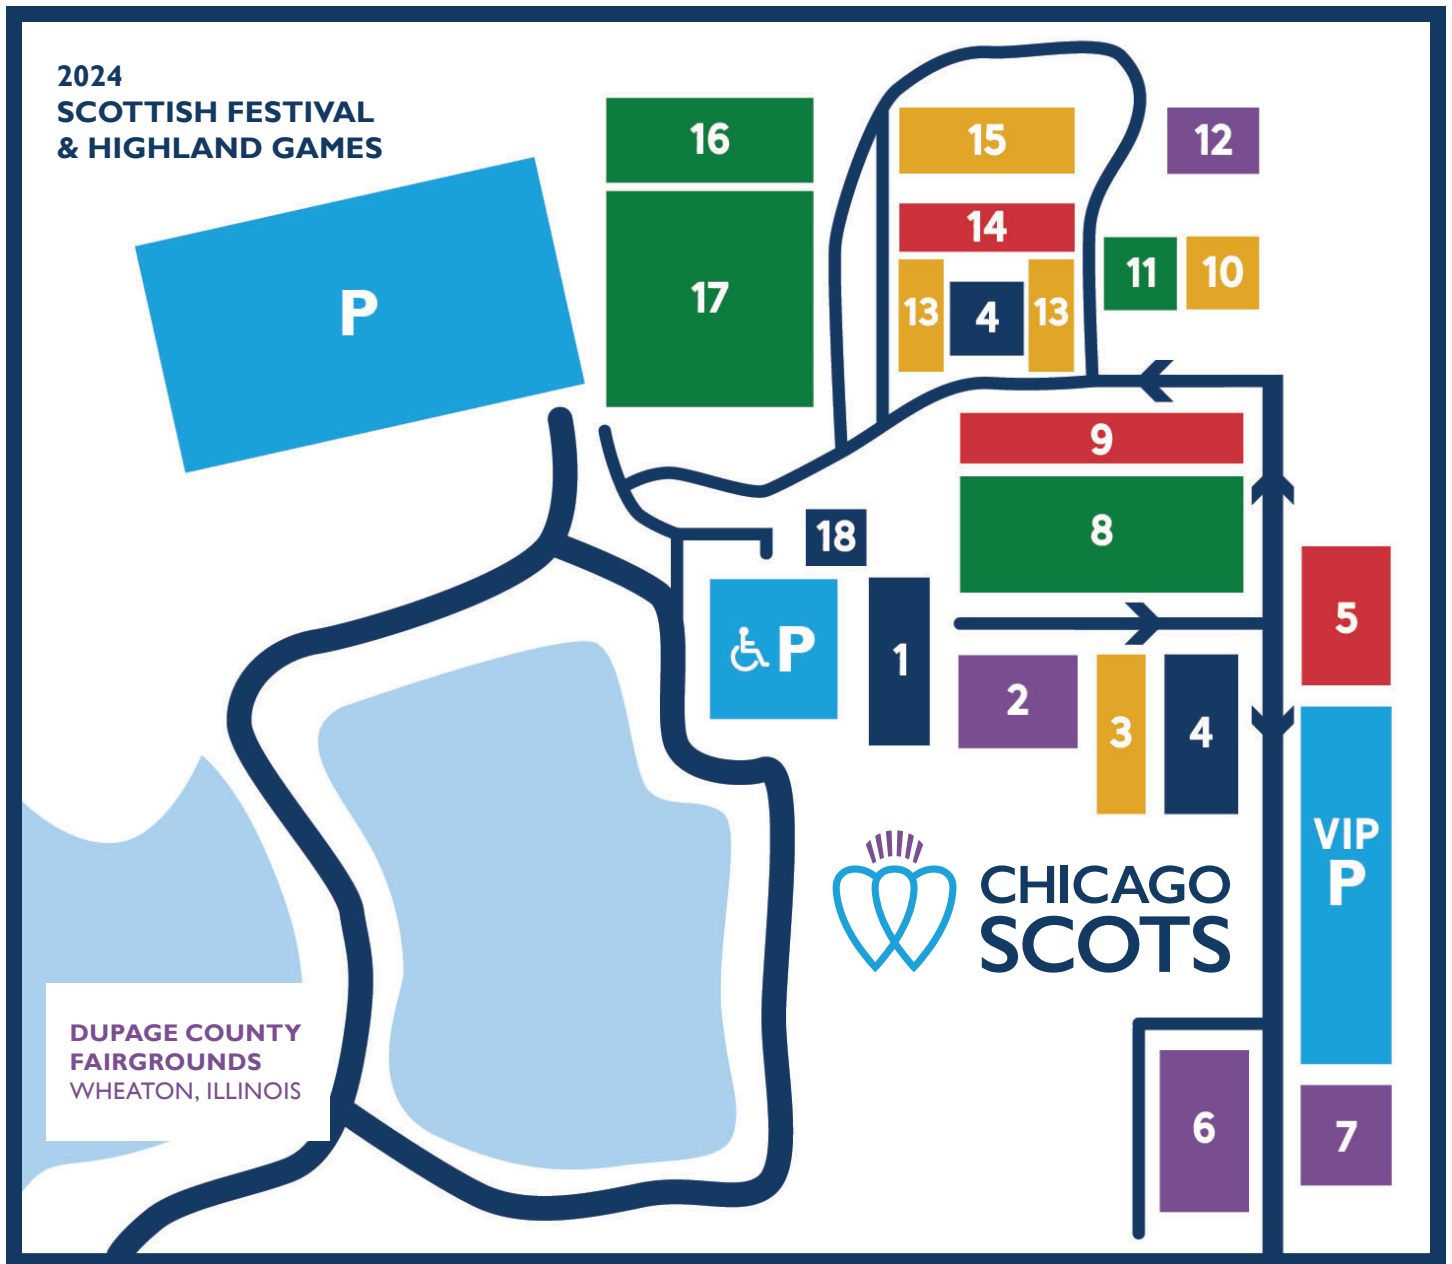 2024
SCOTTISH FESTIVAL
& HIGHLAND GAMES
16
15
12
14
17
11
10
13
4
13
P
9
8
18
5
P
1
2
3
4
VIP
P
CHICAGO
SCOTS
DUPAGE COUNTY
FAIRGROUNDS
WHEATON, ILLINOIS
6
7